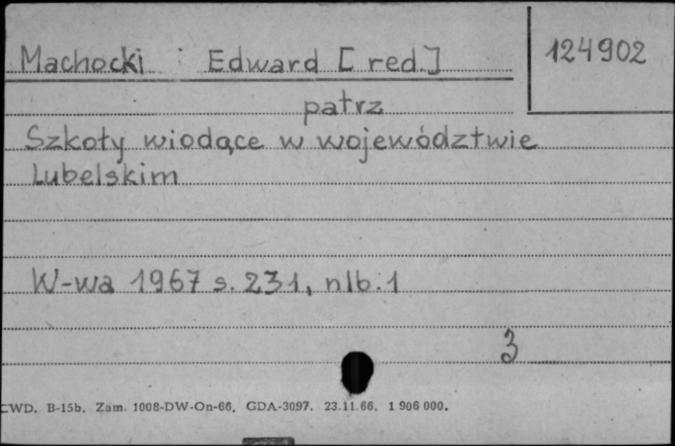 Machocki Edward [red.]
124902
patrz
Szkoły wiodące w województwie
Lubelskim
W-wa 1967 s. 231, nlb. 1
3
CWD. B-15b. Zam. 1008-DW-On-66. GDA-3097. 23.11.66. 1 906 000.